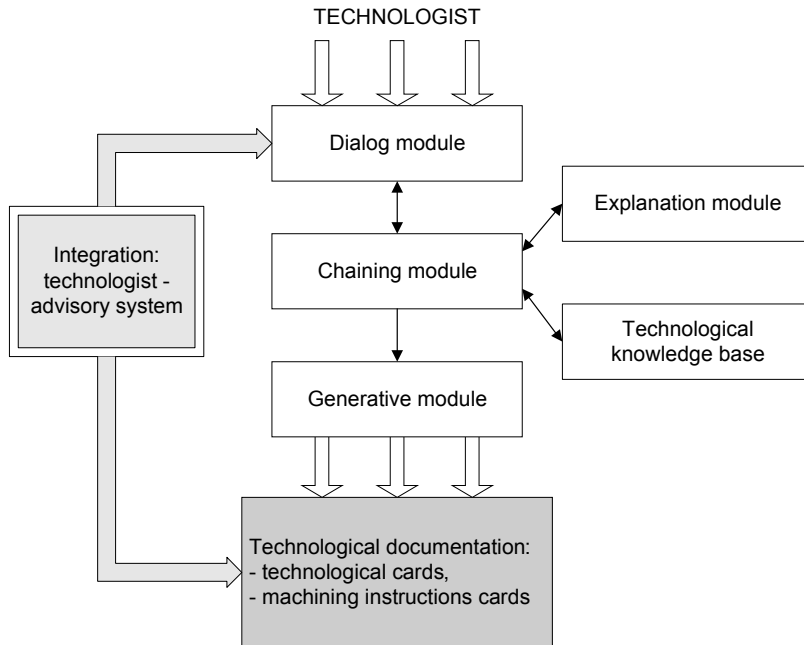 TECHNOLOGIST
Dialog module
Explanation module
Integration:
technologist -
advisory system
Chaining module
Technological
knowledge base
Generative module
Technological documentation:
- technological cards,
- machining instructions cards